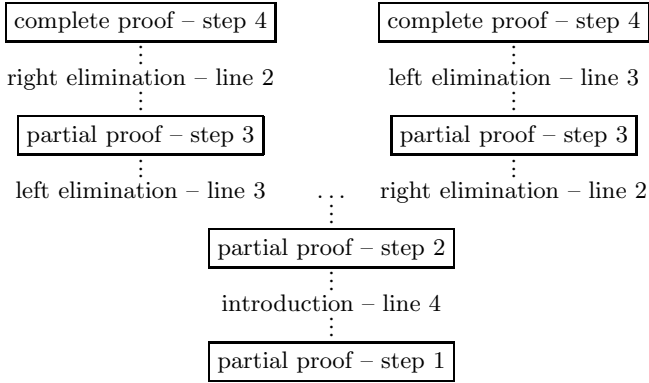 complete proof – step 4 complete proof – step 4
right elimination – line 2 left elimination – line 3
partial proof – step 3 partial proof – step 3
left elimination – line 3 ... right elimination – line 2
partial proof – step 2
introduction – line 4
partial proof – step 1